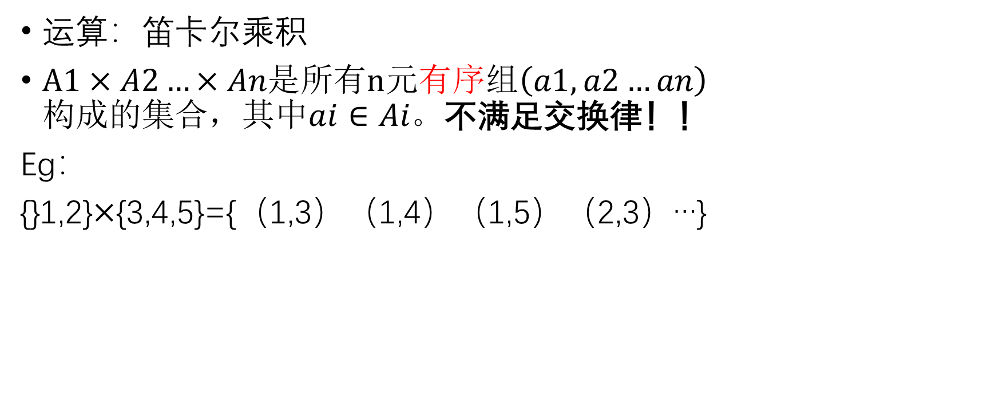 • 运算：笛卡尔乘积
• A1 × A2 … × An是所有n元有序组(a1, a2 … an)
构成的集合，其中ai ∈ Ai。不满足交换律！！
Eg：
{}1,2}×{3,4,5}={（1,3）（1,4）（1,5）（2,3）…}